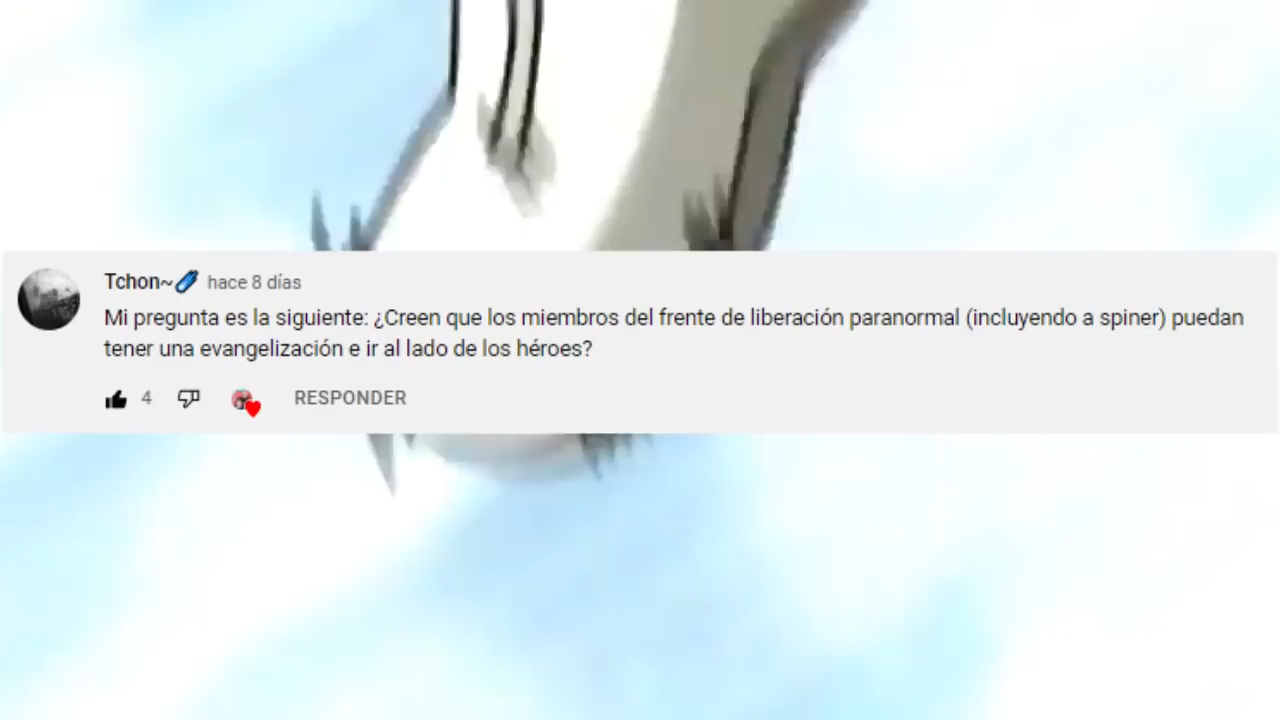 Tchon~ hace 8 días
Mi pregunta es la siguiente: ¿Creen que los miembros del frente de liberación paranormal (incluyendo a spiner) puedan
tener una evangelización e ir al lado de los héroes?
4 RESPONDER